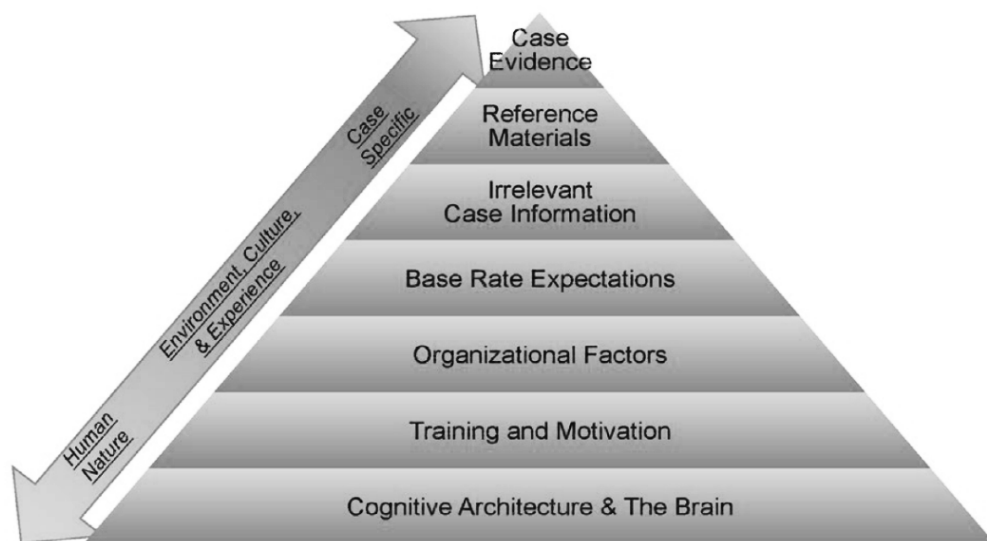 Case
Evidence
Reference
Materials
Irrelevant
Case Information
Base Rate Expectations
Organizational Factors
Training and Motivation
Cognitive Architecture & The Brain
Case
Specific
Environment, Culture,
& Experience
Human
Nature